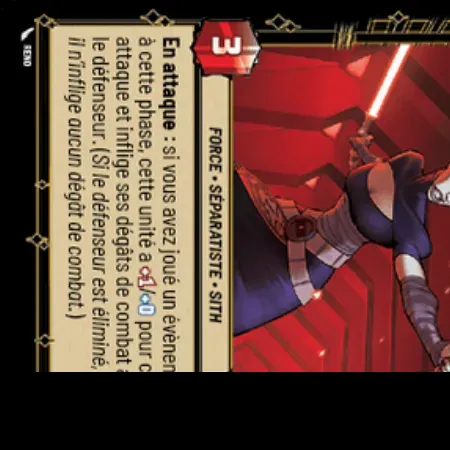 3
FORCE • SÉPARATISTE • SITH
En attaque : si vous avez joué un évènem
à cette phase, cette unité a +1/+0 pour c
attaque et inflige ses dégâts de combat a
le défenseur. (Si le défenseur est éliminé,
il n'inflige aucun dégât de combat.)
RENO